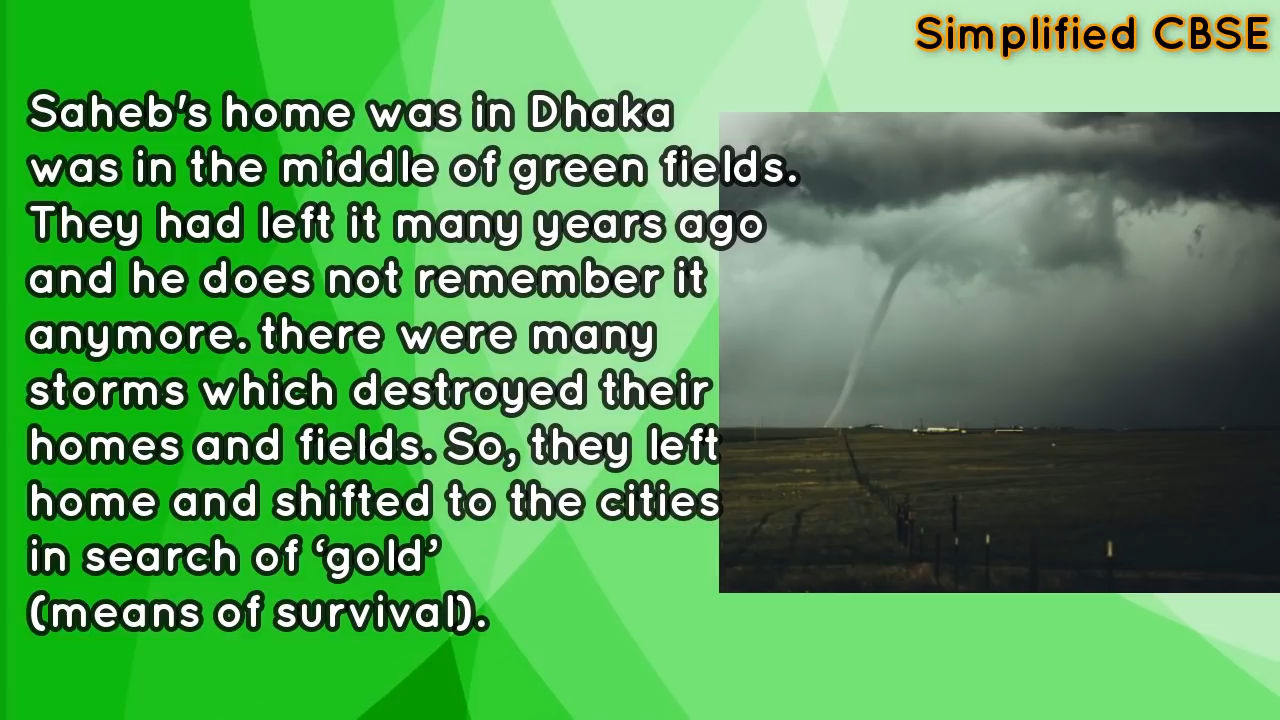 Simplified CBSE
Saheb's home was in Dhaka
was in the middle of green fields.
They had left it many years ago
and he does not remember it
anymore. there were many
storms which destroyed their
homes and fields. So, they left
home and shifted to the cities
in search of ‘gold’
(means of survival).